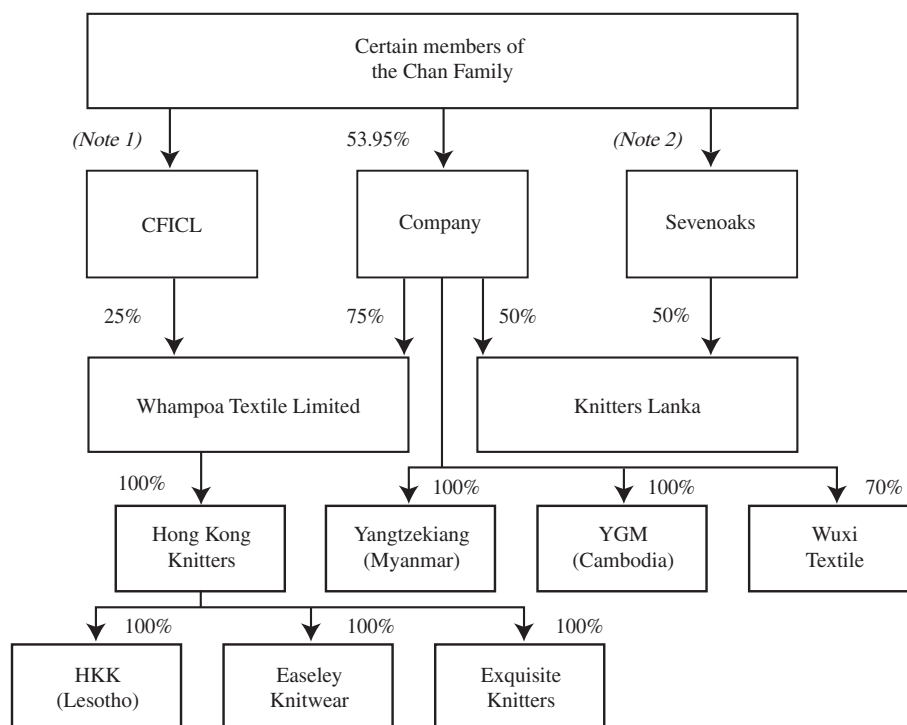 Certain members of
the Chan Family
(Note 1)
53.95%
(Note 2)
CFICL
Company
Sevenoaks
25%
75%
50%
50%
Whampoa Textile Limited
Knitters Lanka
100%
100%
100%
70%
Hong Kong
Knitters
Yangtzekiang
(Myanmar)
YGM
(Cambodia)
Wuxi
Textile
100%
100%
100%
HKK
(Lesotho)
Easeley
Knitwear
Exquisite
Knitters